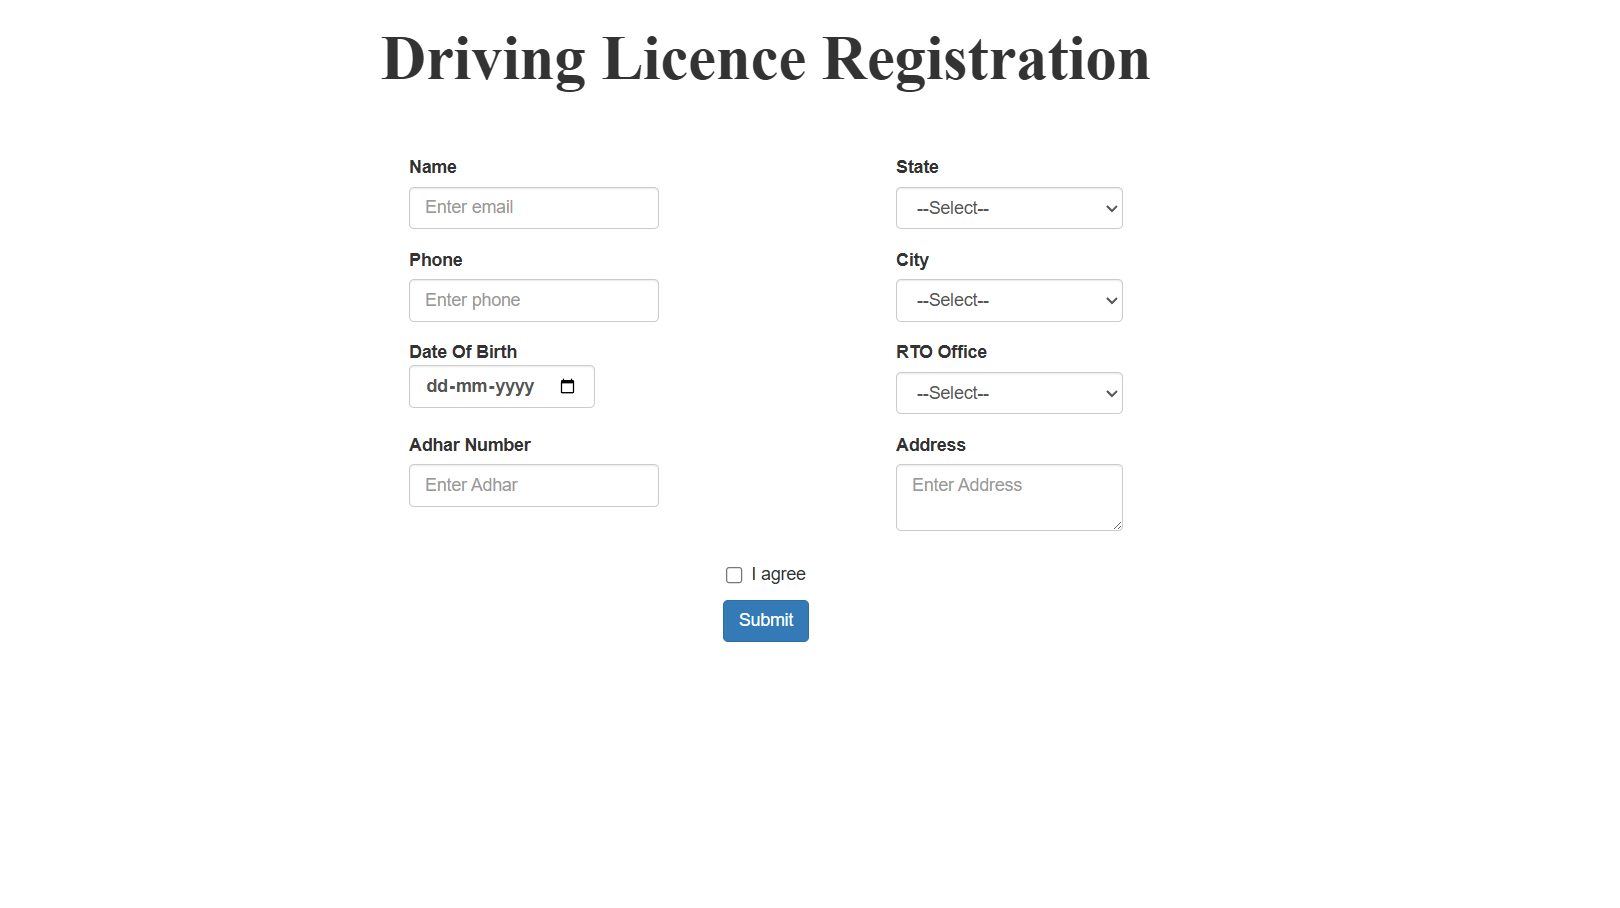 Driving Licence Registration
Name
Enter email
Phone
Enter phone
Date Of Birth
dd-mm-yyyy
Adhar Number
Enter Adhar
State
--Select--
City
--Select--
RTO Office
--Select--
Address
Enter Address
I agree
Submit